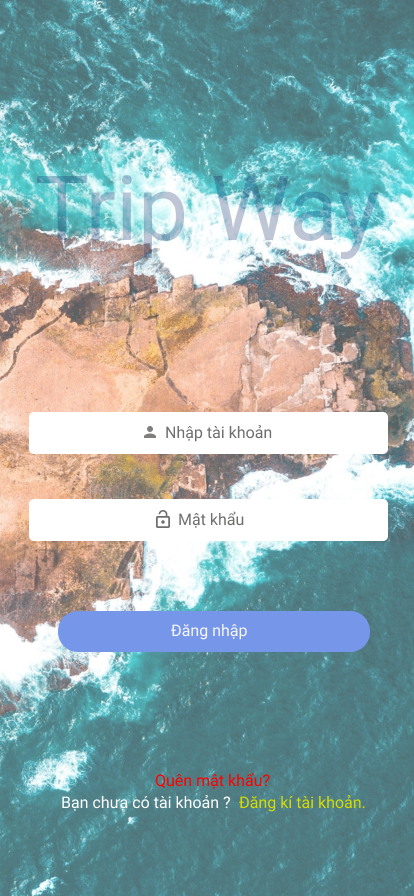 Trip Way
Nhập tài khoản
Mật khẩu
Đăng nhập
Quên mật khẩu?
Bạn chưa có tài khoản ? Đăng kí tài khoản.